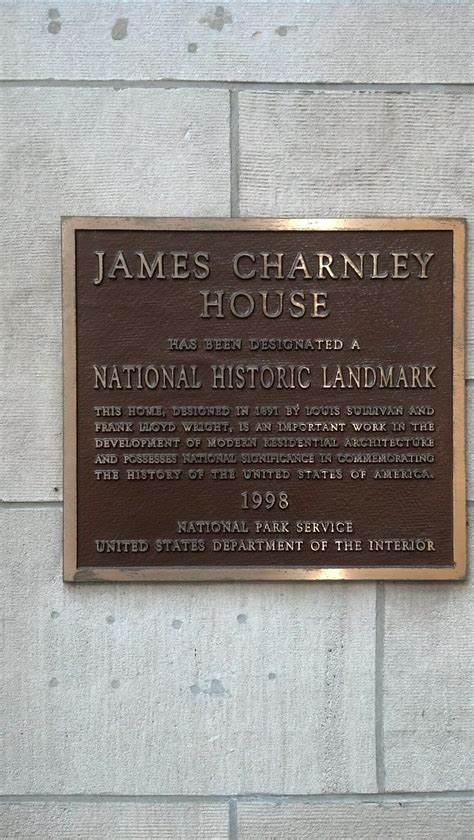 JAMES CHARNLEY
HOUSE
HAS BEEN DESIGNATED A
NATIONAL HISTORIC LANDMARK
THIS HOME, DESIGNED IN 1891 BY LOUIS SULLIVAN AND
FRANK LLOYD WRIGHT, IS AN IMPORTANT WORK IN THE
DEVELOPMENT OF MODERN RESIDENTIAL ARCHITECTURE
AND POSSESSES NATIONAL SIGNIFICANCE IN COMMEMORATING
THE HISTORY OF THE UNITED STATES OF AMERICA.
1998
NATIONAL PARK SERVICE
UNITED STATES DEPARTMENT OF THE INTERIOR